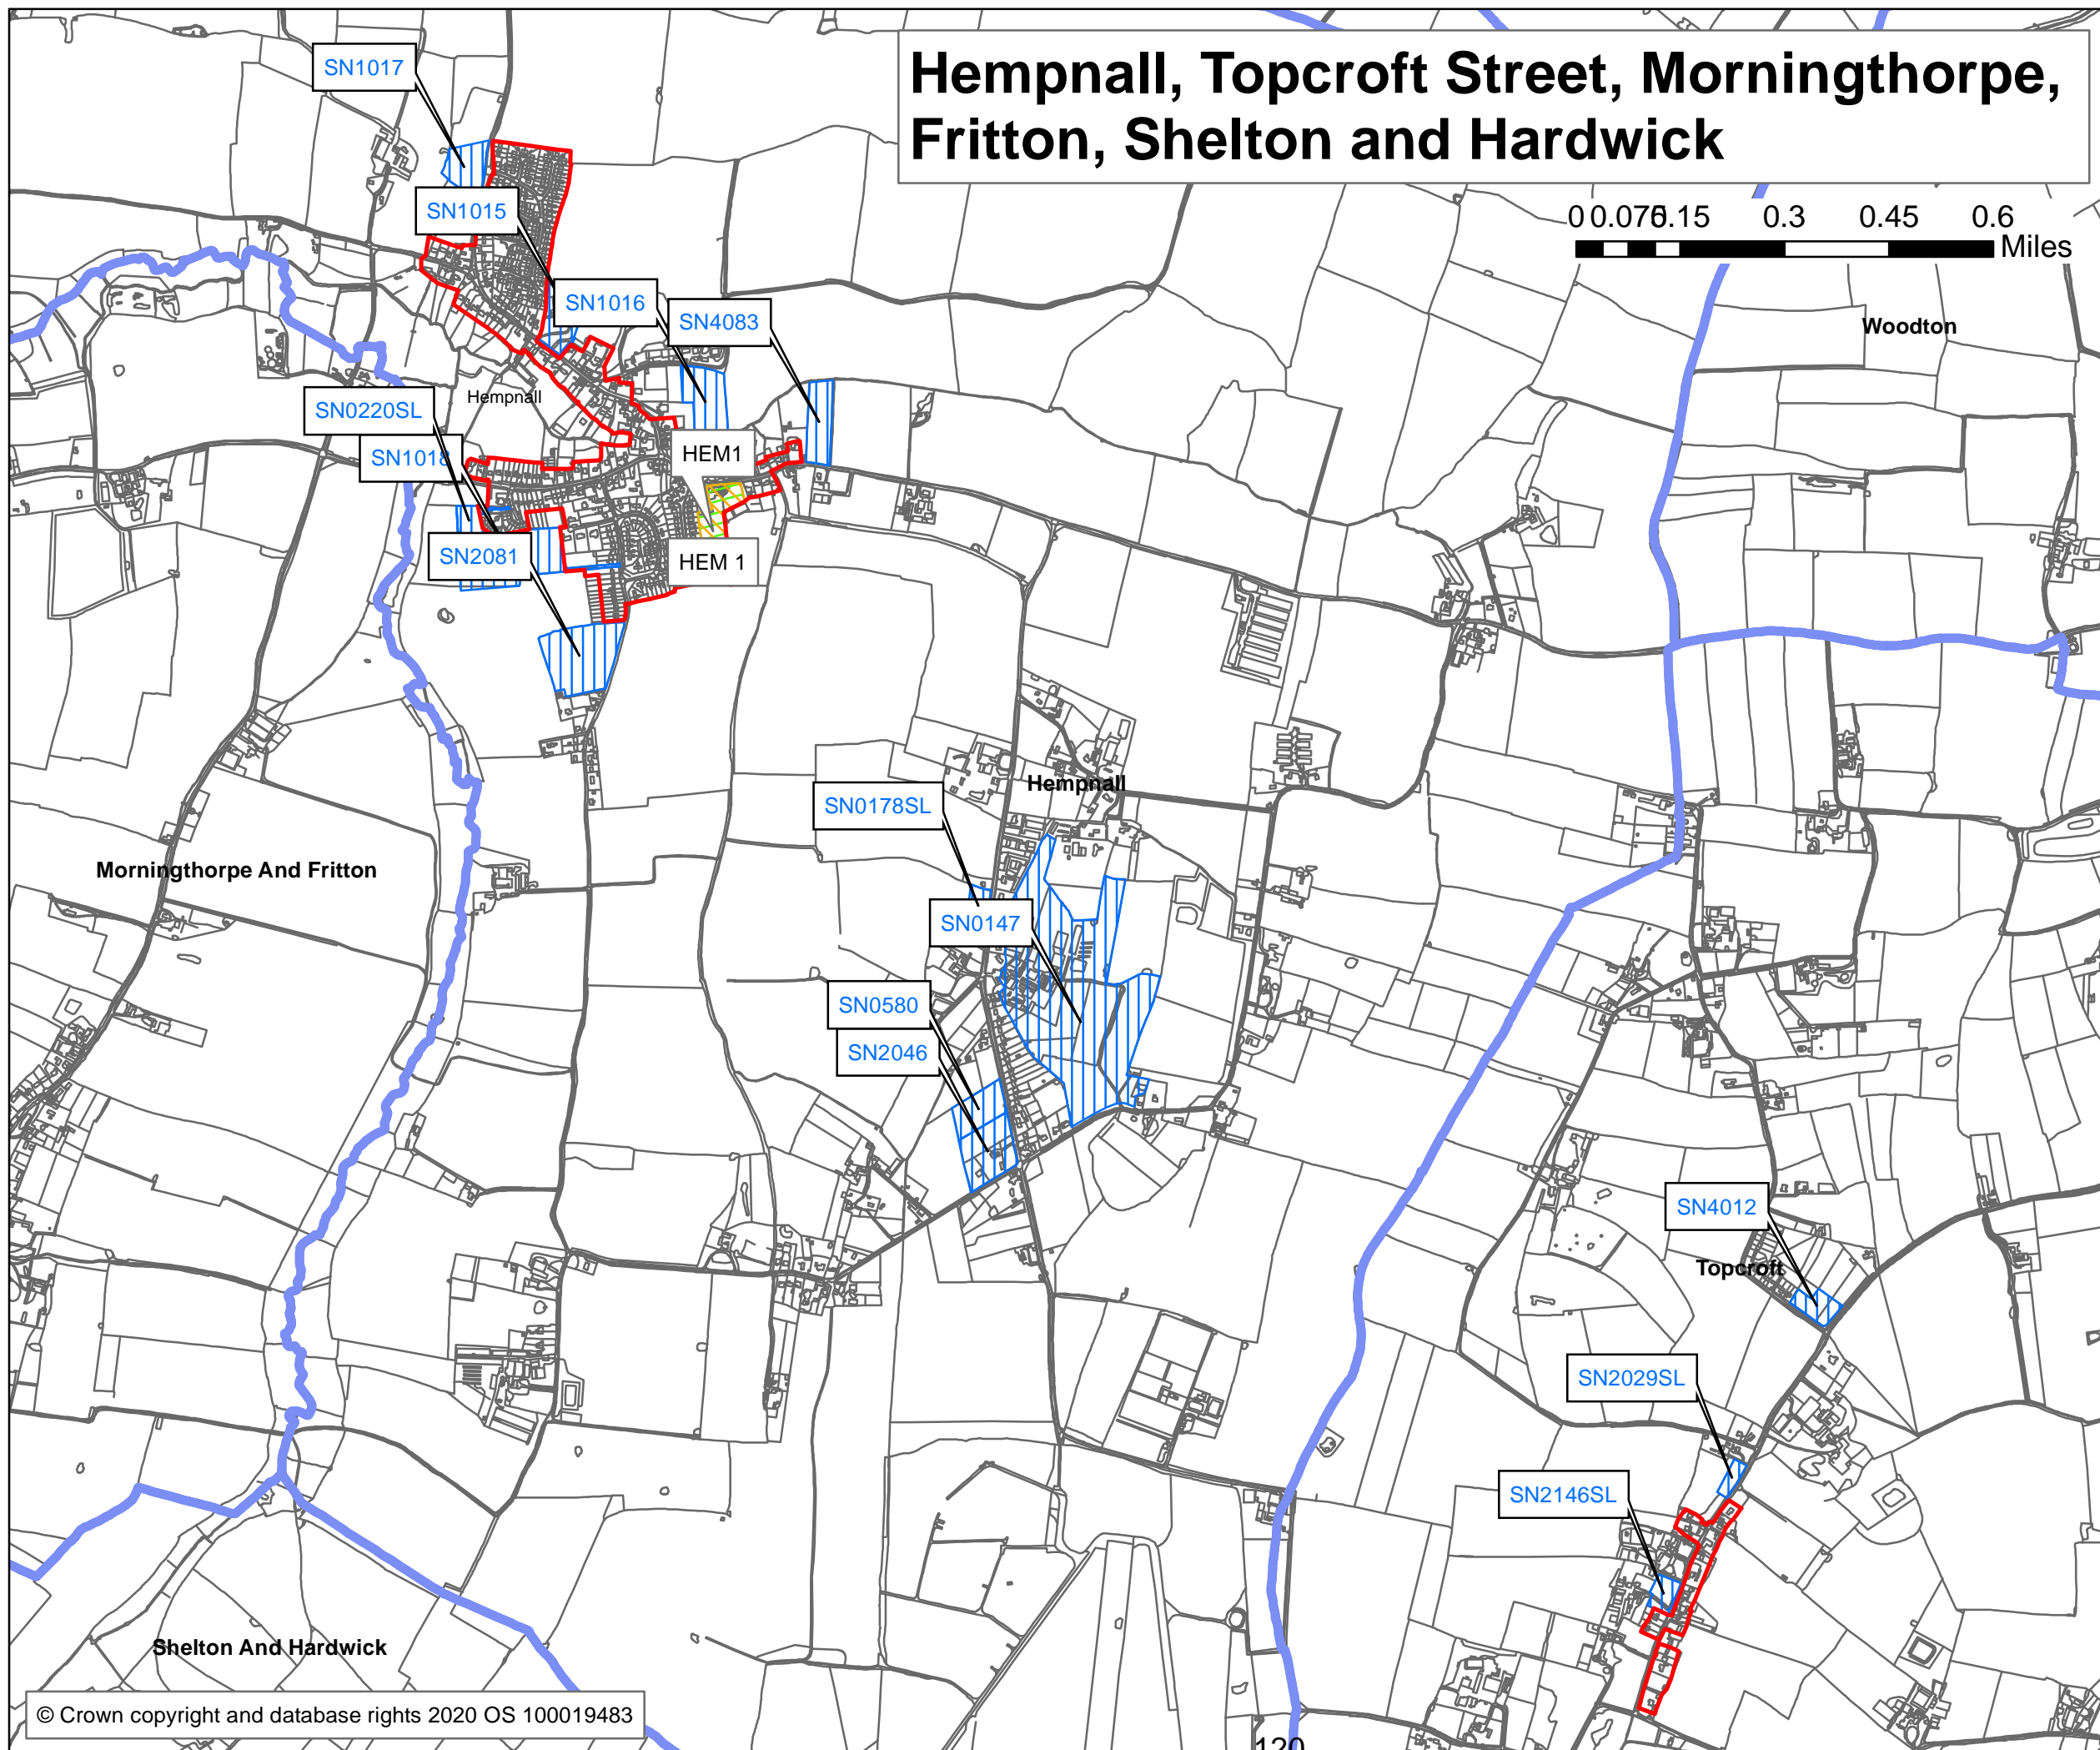 Hempnall, Topcroft Street, Morningthorpe,
Fritton, Shelton and Hardwick
0 0.075 0.15 0.3 0.45 0.6
Miles
SN1017
SN1015
SN1016
SN4083
Woodton
Hempnall
SN0220SL
SN1018
HEM1
SN2081
HEM 1
Hempnall
SN0178SL
Morningthorpe And Fritton
SN0147
SN0580
SN2046
SN4012
Topcroft
SN2029SL
SN2146SL
Shelton And Hardwick
© Crown copyright and database rights 2020 OS 100019483
120